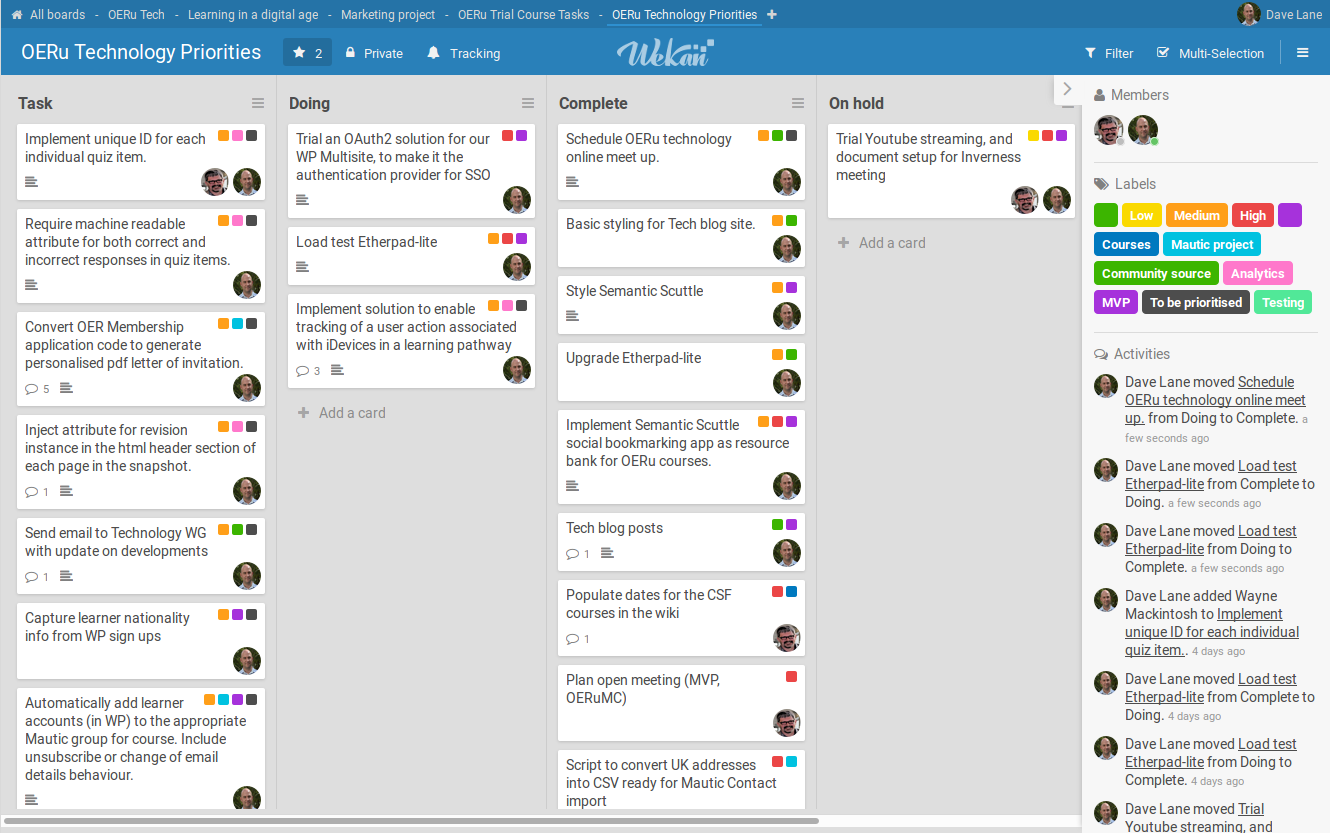 All boards - OERu Tech - Learning in a digital age - Marketing project - OERu Trial Course Tasks - OERu Technology Priorities
Dave Lane
OERu Technology Priorities
2
Private
Tracking
Wekan
Filter
Multi-Selection
Task
Implement unique ID for each
individual quiz item.
Require machine readable
attribute for both correct and
incorrect responses in quiz items.
Convert OER Membership
application code to generate
personalised pdf letter of invitation.
5
Inject attribute for revision
instance in the html header section of
each page in the snapshot.
1
Send email to Technology WG
with update on developments
1
Capture learner nationality
info from WP sign ups
Automatically add learner
accounts (in WP) to the appropriate
Mautic group for course. Include
unsubscribe or change of email
details behaviour.
Doing
Trial an OAuth2 solution for our
WP Multisite, to make it the
authentication provider for SSO
Load test Etherpad-lite
Implement solution to enable
tracking of a user action associated
with iDevices in a learning pathway
3
Add a card
Complete
Schedule OERu technology
online meet up.
Basic styling for Tech blog site.
Style Semantic Scuttle
Upgrade Etherpad-lite
Implement Semantic Scuttle
social bookmarking app as resource
bank for OERu courses.
Tech blog posts
1
Populate dates for the CSF
courses in the wiki
1
Plan open meeting (MVP,
OERuMC)
Script to convert UK addresses
into CSV ready for Mautic Contact
import
On hold
Trial Youtube streaming, and
document setup for Inverness
meeting
Add a card
Members
Labels
Low Medium High
Courses Mautic project
Community source Analytics
MVP To be prioritised Testing
Activities
Dave Lane moved Schedule
OERu technology online meet
up. from Doing to Complete. a
few seconds ago
Dave Lane moved Load test
Etherpad-lite from Complete to
Doing. a few seconds ago
Dave Lane moved Load test
Etherpad-lite from Doing to
Complete. a few seconds ago
Dave Lane added Wayne
Mackintosh to Implement
unique ID for each individual
quiz item.. 4 days ago
Dave Lane moved Load test
Etherpad-lite from Complete to
Doing. 4 days ago
Dave Lane moved Load test
Etherpad-lite from Doing to
Complete. 4 days ago
Dave Lane moved Trial
Youtube streaming, and